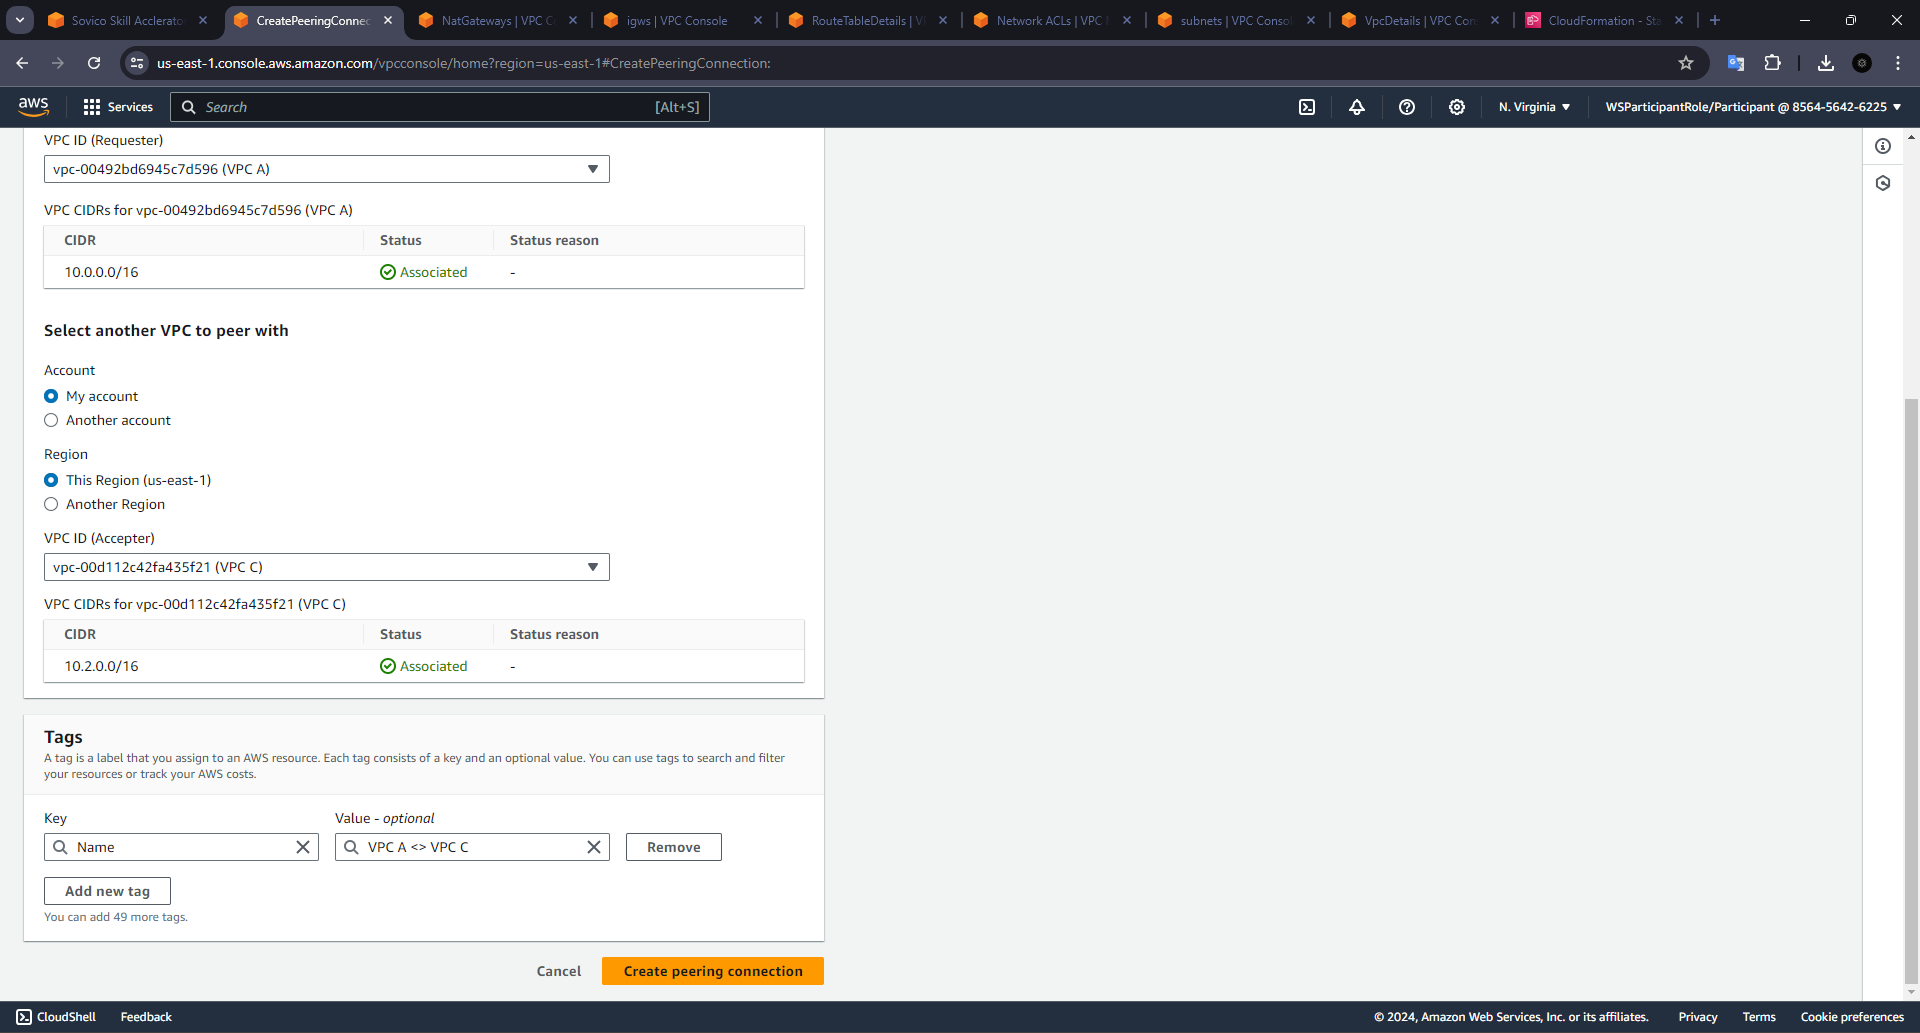 Sovico Skill Acclerato
CreatePeeringConnec
NatGateways | VPC C
igws | VPC Console
RouteTableDetails | V
Network ACLs | VPC
subnets | VPC Conso
VpcDetails | VPC Con
CloudFormation - Sta
us-east-1.console.aws.amazon.com/vpcconsole/home?region=us-east-1#CreatePeeringConnection:
aws
Services
Search
[Alt+S]
N. Virginia
WSParticipantRole/Participant @ 8564-5642-6225
VPC ID (Requester)
vpc-00492bd6945c7d596 (VPC A)
VPC CIDRs for vpc-00492bd6945c7d596 (VPC A)
CIDR Status Status reason
10.0.0.0/16 Associated -
Select another VPC to peer with
Account
My account
Another account
Region
This Region (us-east-1)
Another Region
VPC ID (Accepter)
vpc-00d112c42fa435f21 (VPC C)
VPC CIDRs for vpc-00d112c42fa435f21 (VPC C)
CIDR Status Status reason
10.2.0.0/16 Associated -
Tags
A tag is a label that you assign to an AWS resource. Each tag consists of a key and an optional value. You can use tags to search and filter
your resources or track your AWS costs.
Key Value - optional
Name VPC A <> VPC C Remove
Add new tag
You can add 49 more tags.
Cancel Create peering connection
CloudShell Feedback © 2024, Amazon Web Services, Inc. or its affiliates. Privacy Terms Cookie preferences